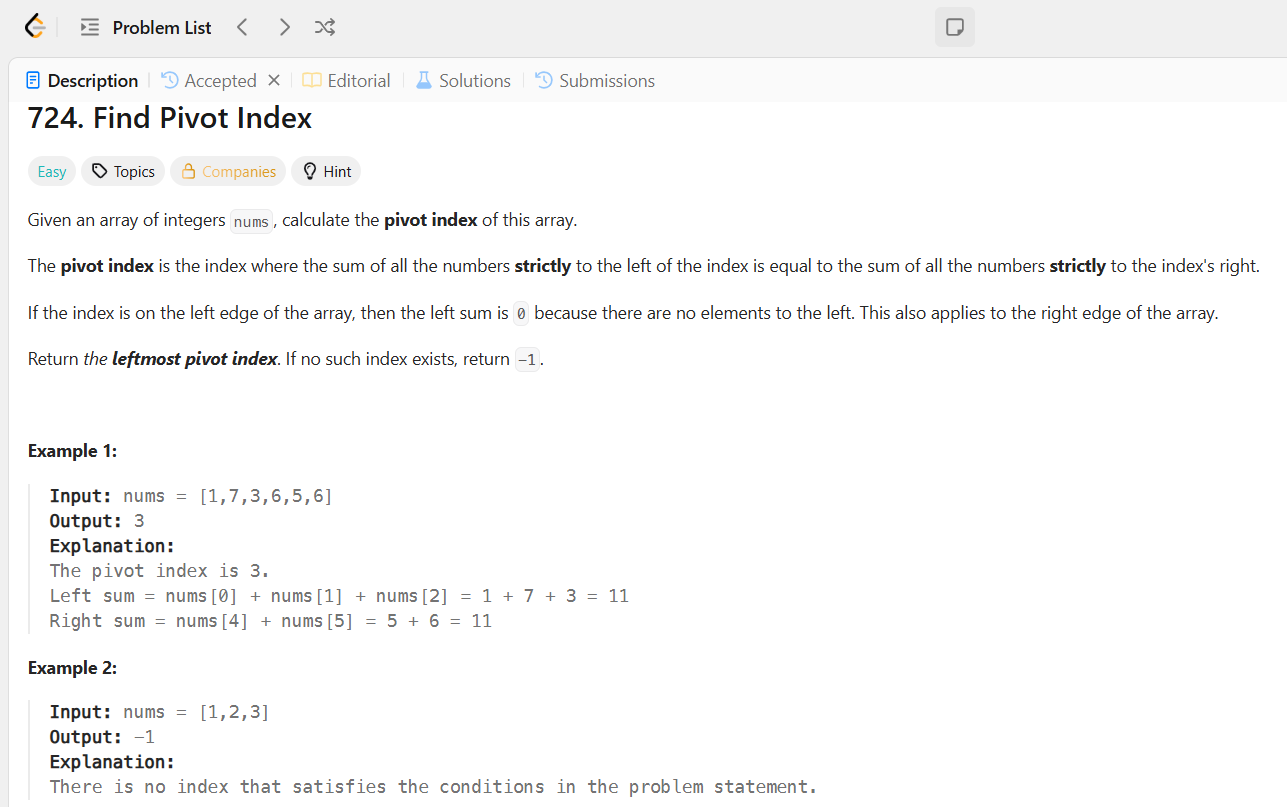 Problem List
Description
Accepted
Editorial
Solutions
Submissions
724. Find Pivot Index
Easy
Topics
Companies
Hint
Given an array of integers nums, calculate the pivot index of this array.
The pivot index is the index where the sum of all the numbers strictly to the left of the index is equal to the sum of all the numbers strictly to the index's right.
If the index is on the left edge of the array, then the left sum is 0 because there are no elements to the left. This also applies to the right edge of the array.
Return the leftmost pivot index. If no such index exists, return -1.
Example 1:
Input: nums = [1,7,3,6,5,6]
Output: 3
Explanation:
The pivot index is 3.
Left sum = nums[0] + nums[1] + nums[2] = 1 + 7 + 3 = 11
Right sum = nums[4] + nums[5] = 5 + 6 = 11
Example 2:
Input: nums = [1,2,3]
Output: -1
Explanation:
There is no index that satisfies the conditions in the problem statement.